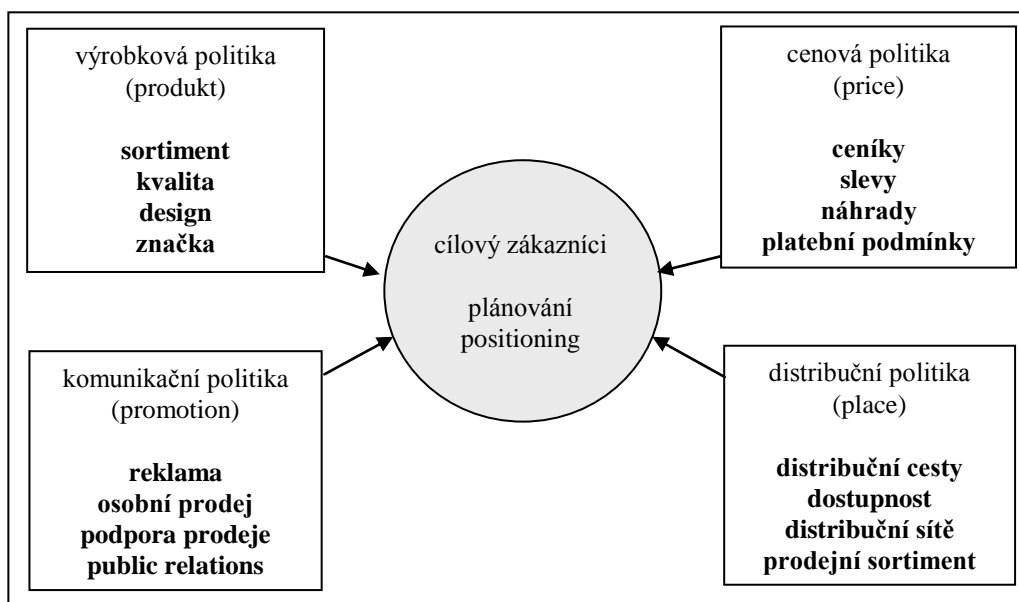 výrobková politika
(produkt)
sortiment
kvalita
design
značka
cenová politika
(price)
ceníky
slevy
náhrady
platební podmínky
cílový zákazníci
plánování
positioning
komunikační politika
(promotion)
reklama
osobní prodej
podpora prodeje
public relations
distribuční politika
(place)
distribuční cesty
dostupnost
distribuční sítě
prodejní sortiment